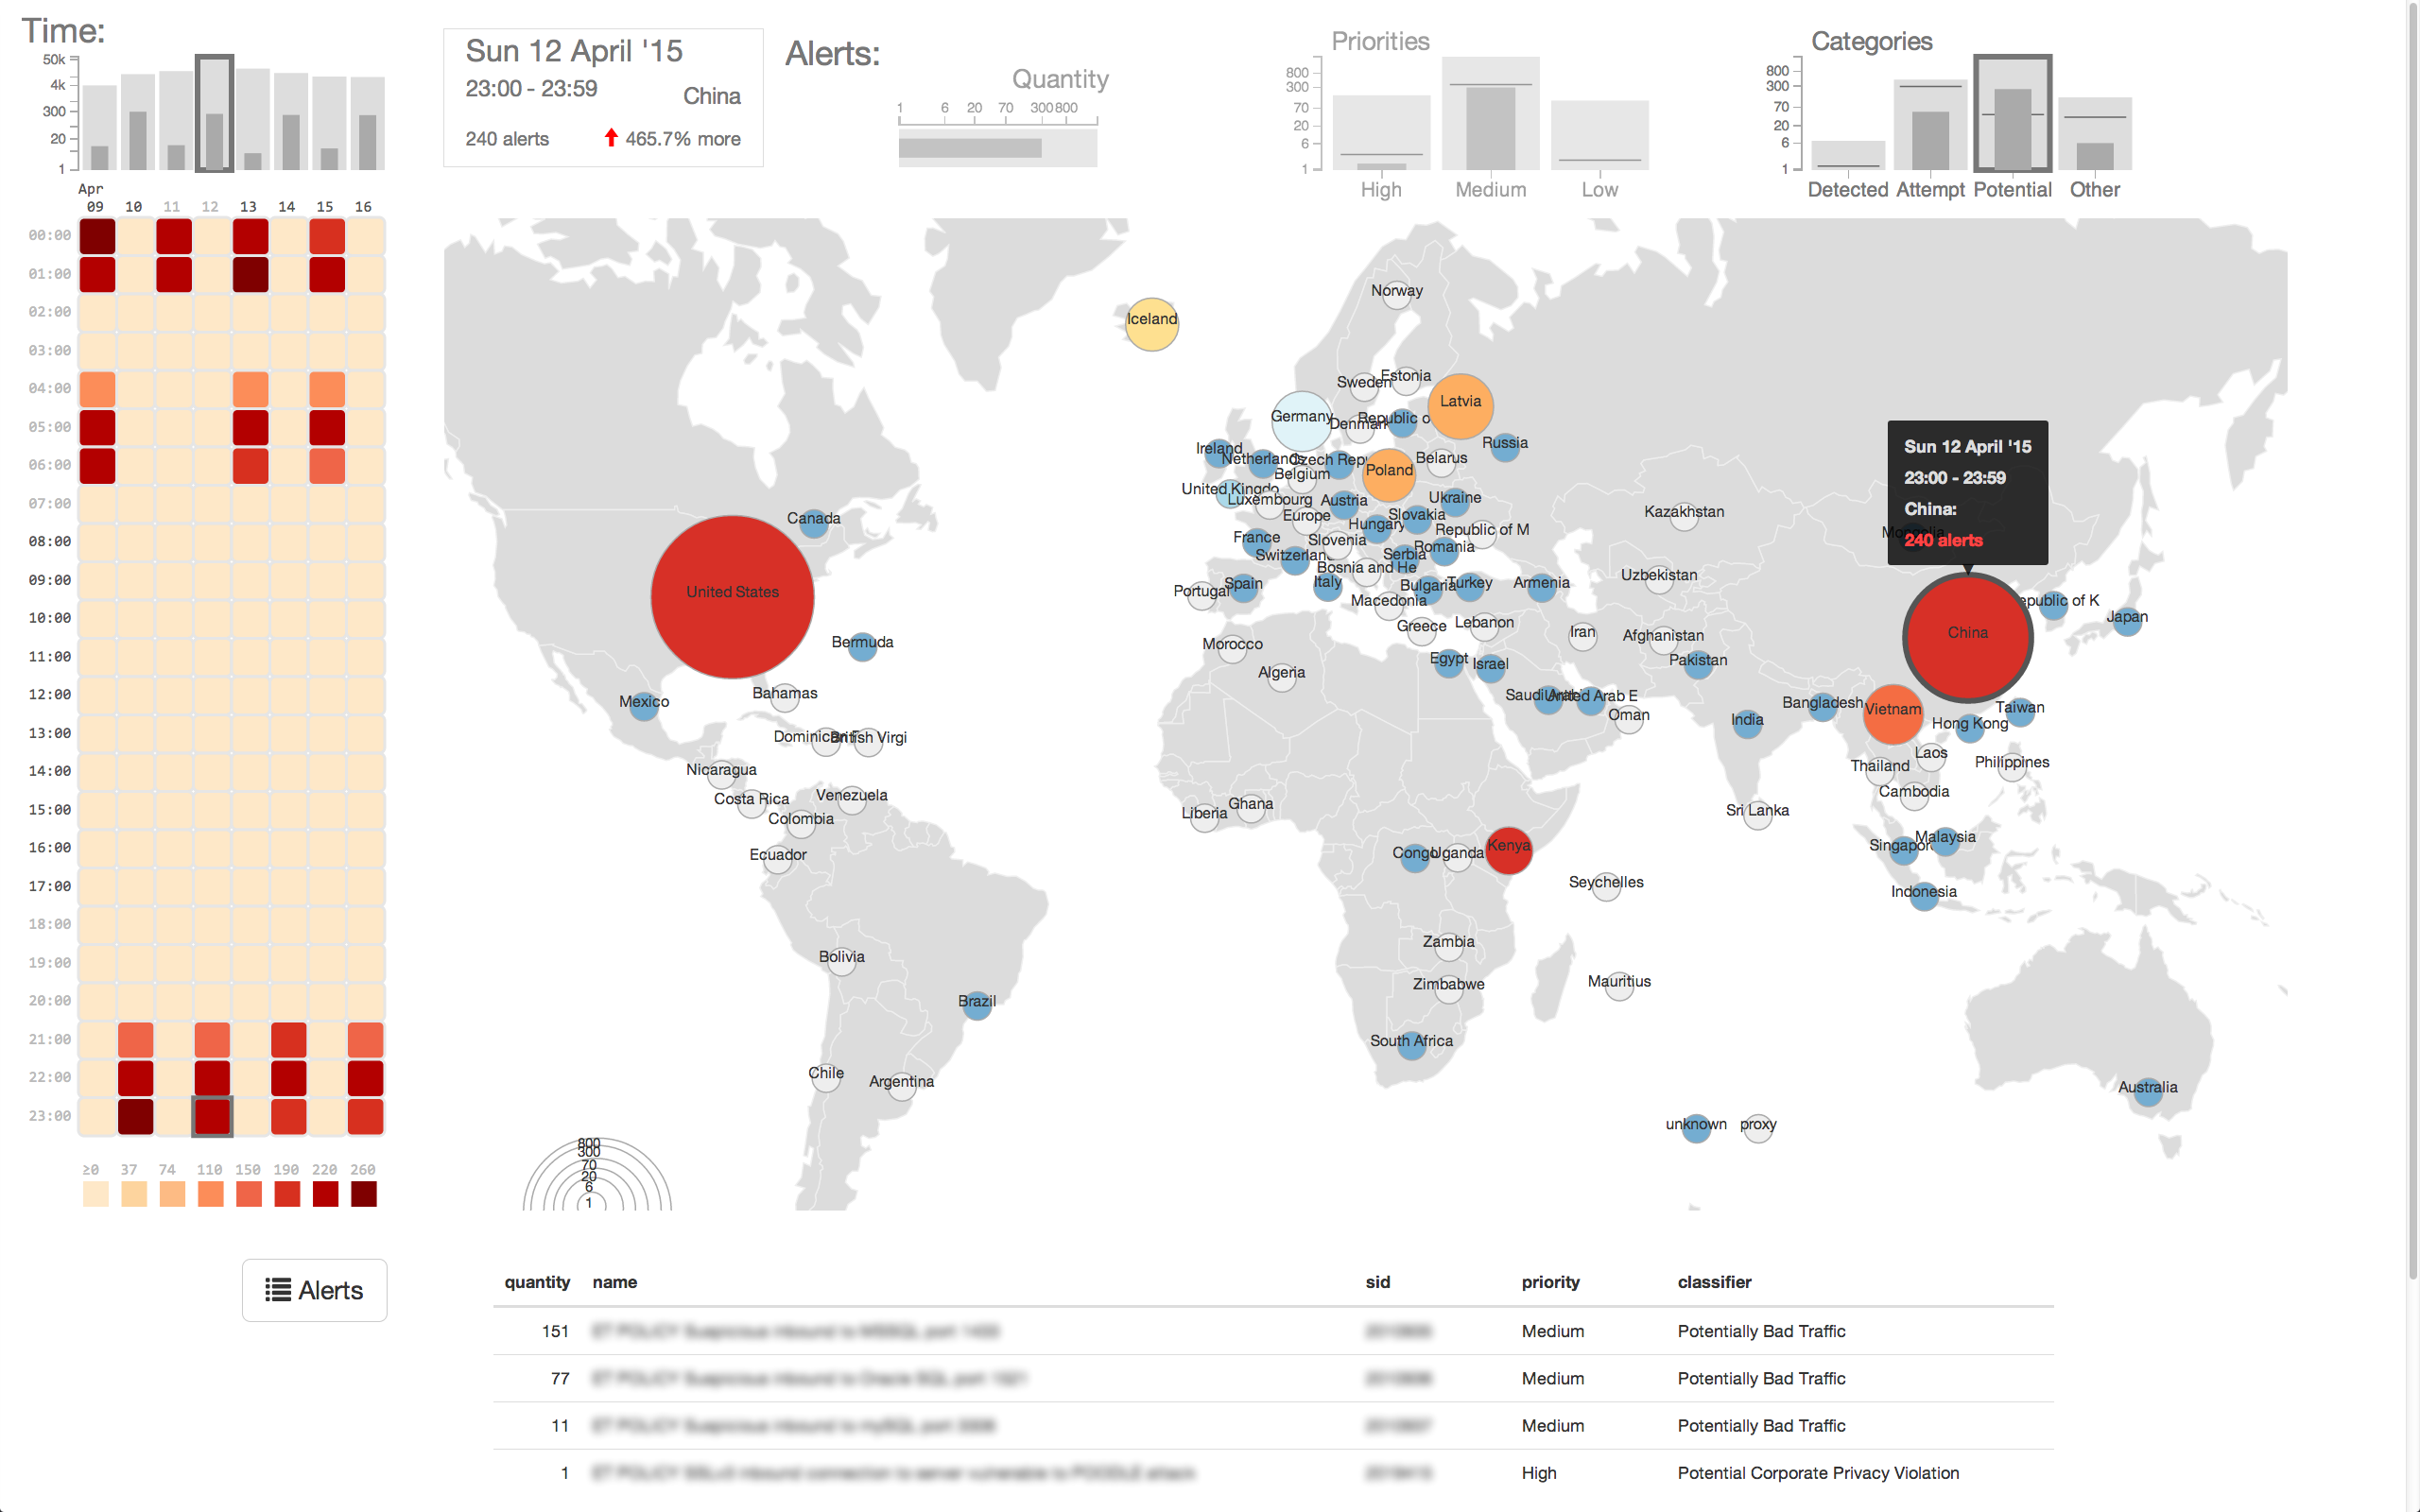 Time:
50k
4k
300
20
1
Sun 12 April '15
23:00 - 23:59
China
240 alerts
465.7% more
Alerts:
Quantity
1 6 20 70 300 800
Priorities
800
300
70
20
6
1
High Medium Low
Categories
800
300
70
20
6
1
Detected Attempt Potential Other
Apr
09 10 11 12 13 14 15 16
00:00
01:00
02:00
03:00
04:00
05:00
06:00
07:00
08:00
09:00
10:00
11:00
12:00
13:00
14:00
15:00
16:00
17:00
18:00
19:00
20:00
21:00
22:00
23:00
≥0 37 74 110 150 190 220 260
Alerts
Norway
Iceland
Sweden
Estonia
Latvia
Germany
Denmark
Republic o
Russia
Ireland
Netherlands
Czech Rep
Poland
Belarus
Belgium
United Kingdo
Luxembourg
Austria
Ukraine
Europe
Hungary
Slovakia
Republic of M
France
Slovenia
Switzerlan
Serbia
Romania
Bosnia and He
Portugal
Spain
Italy
Bulgaria
Turkey
Armenia
Macedonia
Greece
Lebanon
Kazakhstan
Uzbekistan
Iran
Afghanistan
Pakistan
Sun 12 April '15
23:00 - 23:59
China:
240 alerts
Mongolia
China
epublic of K
Japan
Canada
United States
Bermuda
Mexico
Bahamas
Dominican
British Virgi
Nicaragua
Costa Rica
Venezuela
Colombia
Ecuador
Bolivia
Brazil
Chile
Argentina
Morocco
Algeria
Egypt
Israel
Saudi Arab
United Arab E
Oman
India
Bangladesh
Vietnam
Hong Kong
Taiwan
Laos
Thailand
Philippines
Cambodia
Sri Lanka
Liberia
Ghana
Congo
Uganda
Kenya
Seychelles
Singapor
Malaysia
Indonesia
Zambia
Zimbabwe
Mauritius
South Africa
Australia
unknown
proxy
800
300
70
20
6
1
quantity name sid priority classifier
151 Medium Potentially Bad Traffic
77 Medium Potentially Bad Traffic
11 Medium Potentially Bad Traffic
1 High Potential Corporate Privacy Violation